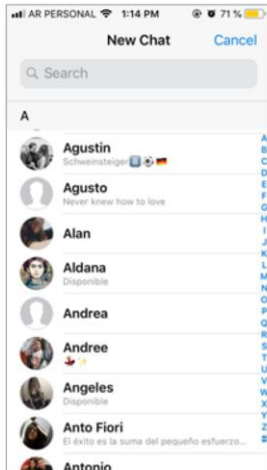 AR PERSONAL 1:14 PM 71 %
New Chat Cancel
Search
A
Agustin
Schweinsteiger
Agusto
Never knew how to love
Alan
Aldana
Disponible
Andrea
Andree
Angeles
Disponible
Anto Fiori
El éxito es la suma del pequeño esfuerzo...
Antonio
A
B
C
D
E
F
G
H
I
J
K
L
M
N
O
P
Q
R
S
T
U
V
W
X
Y
Z
#